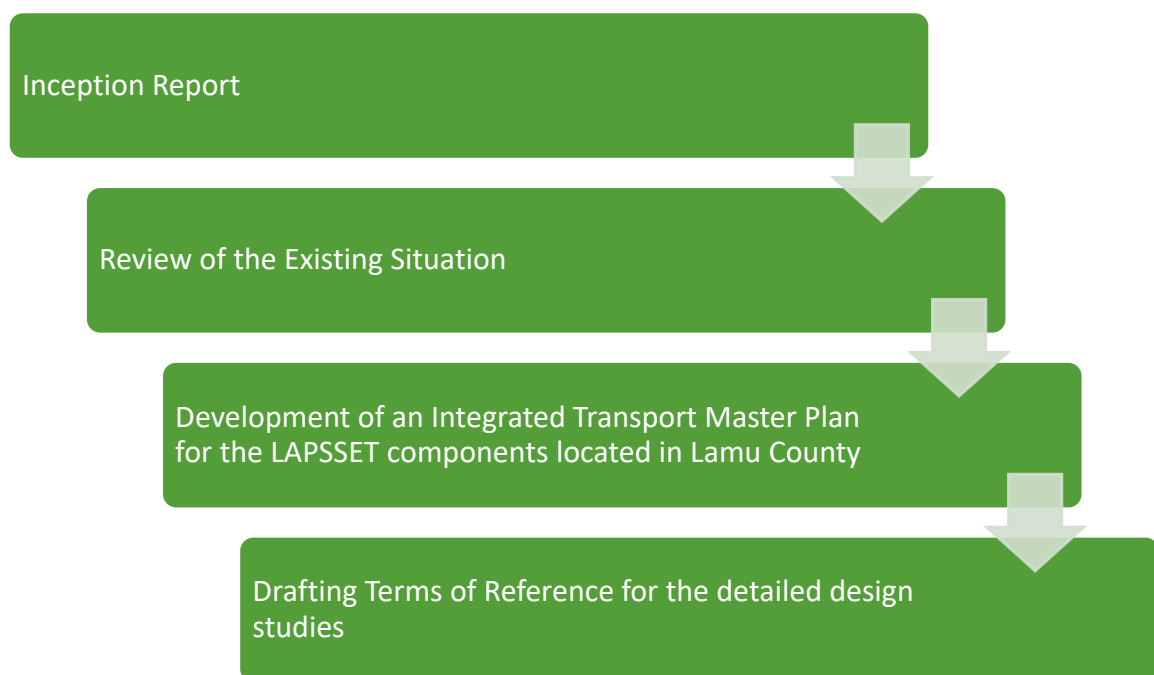 Inception Report
Review of the Existing Situation
Development of an Integrated Transport Master Plan
for the LAPSSET components located in Lamu County
Drafting Terms of Reference for the detailed design
studies